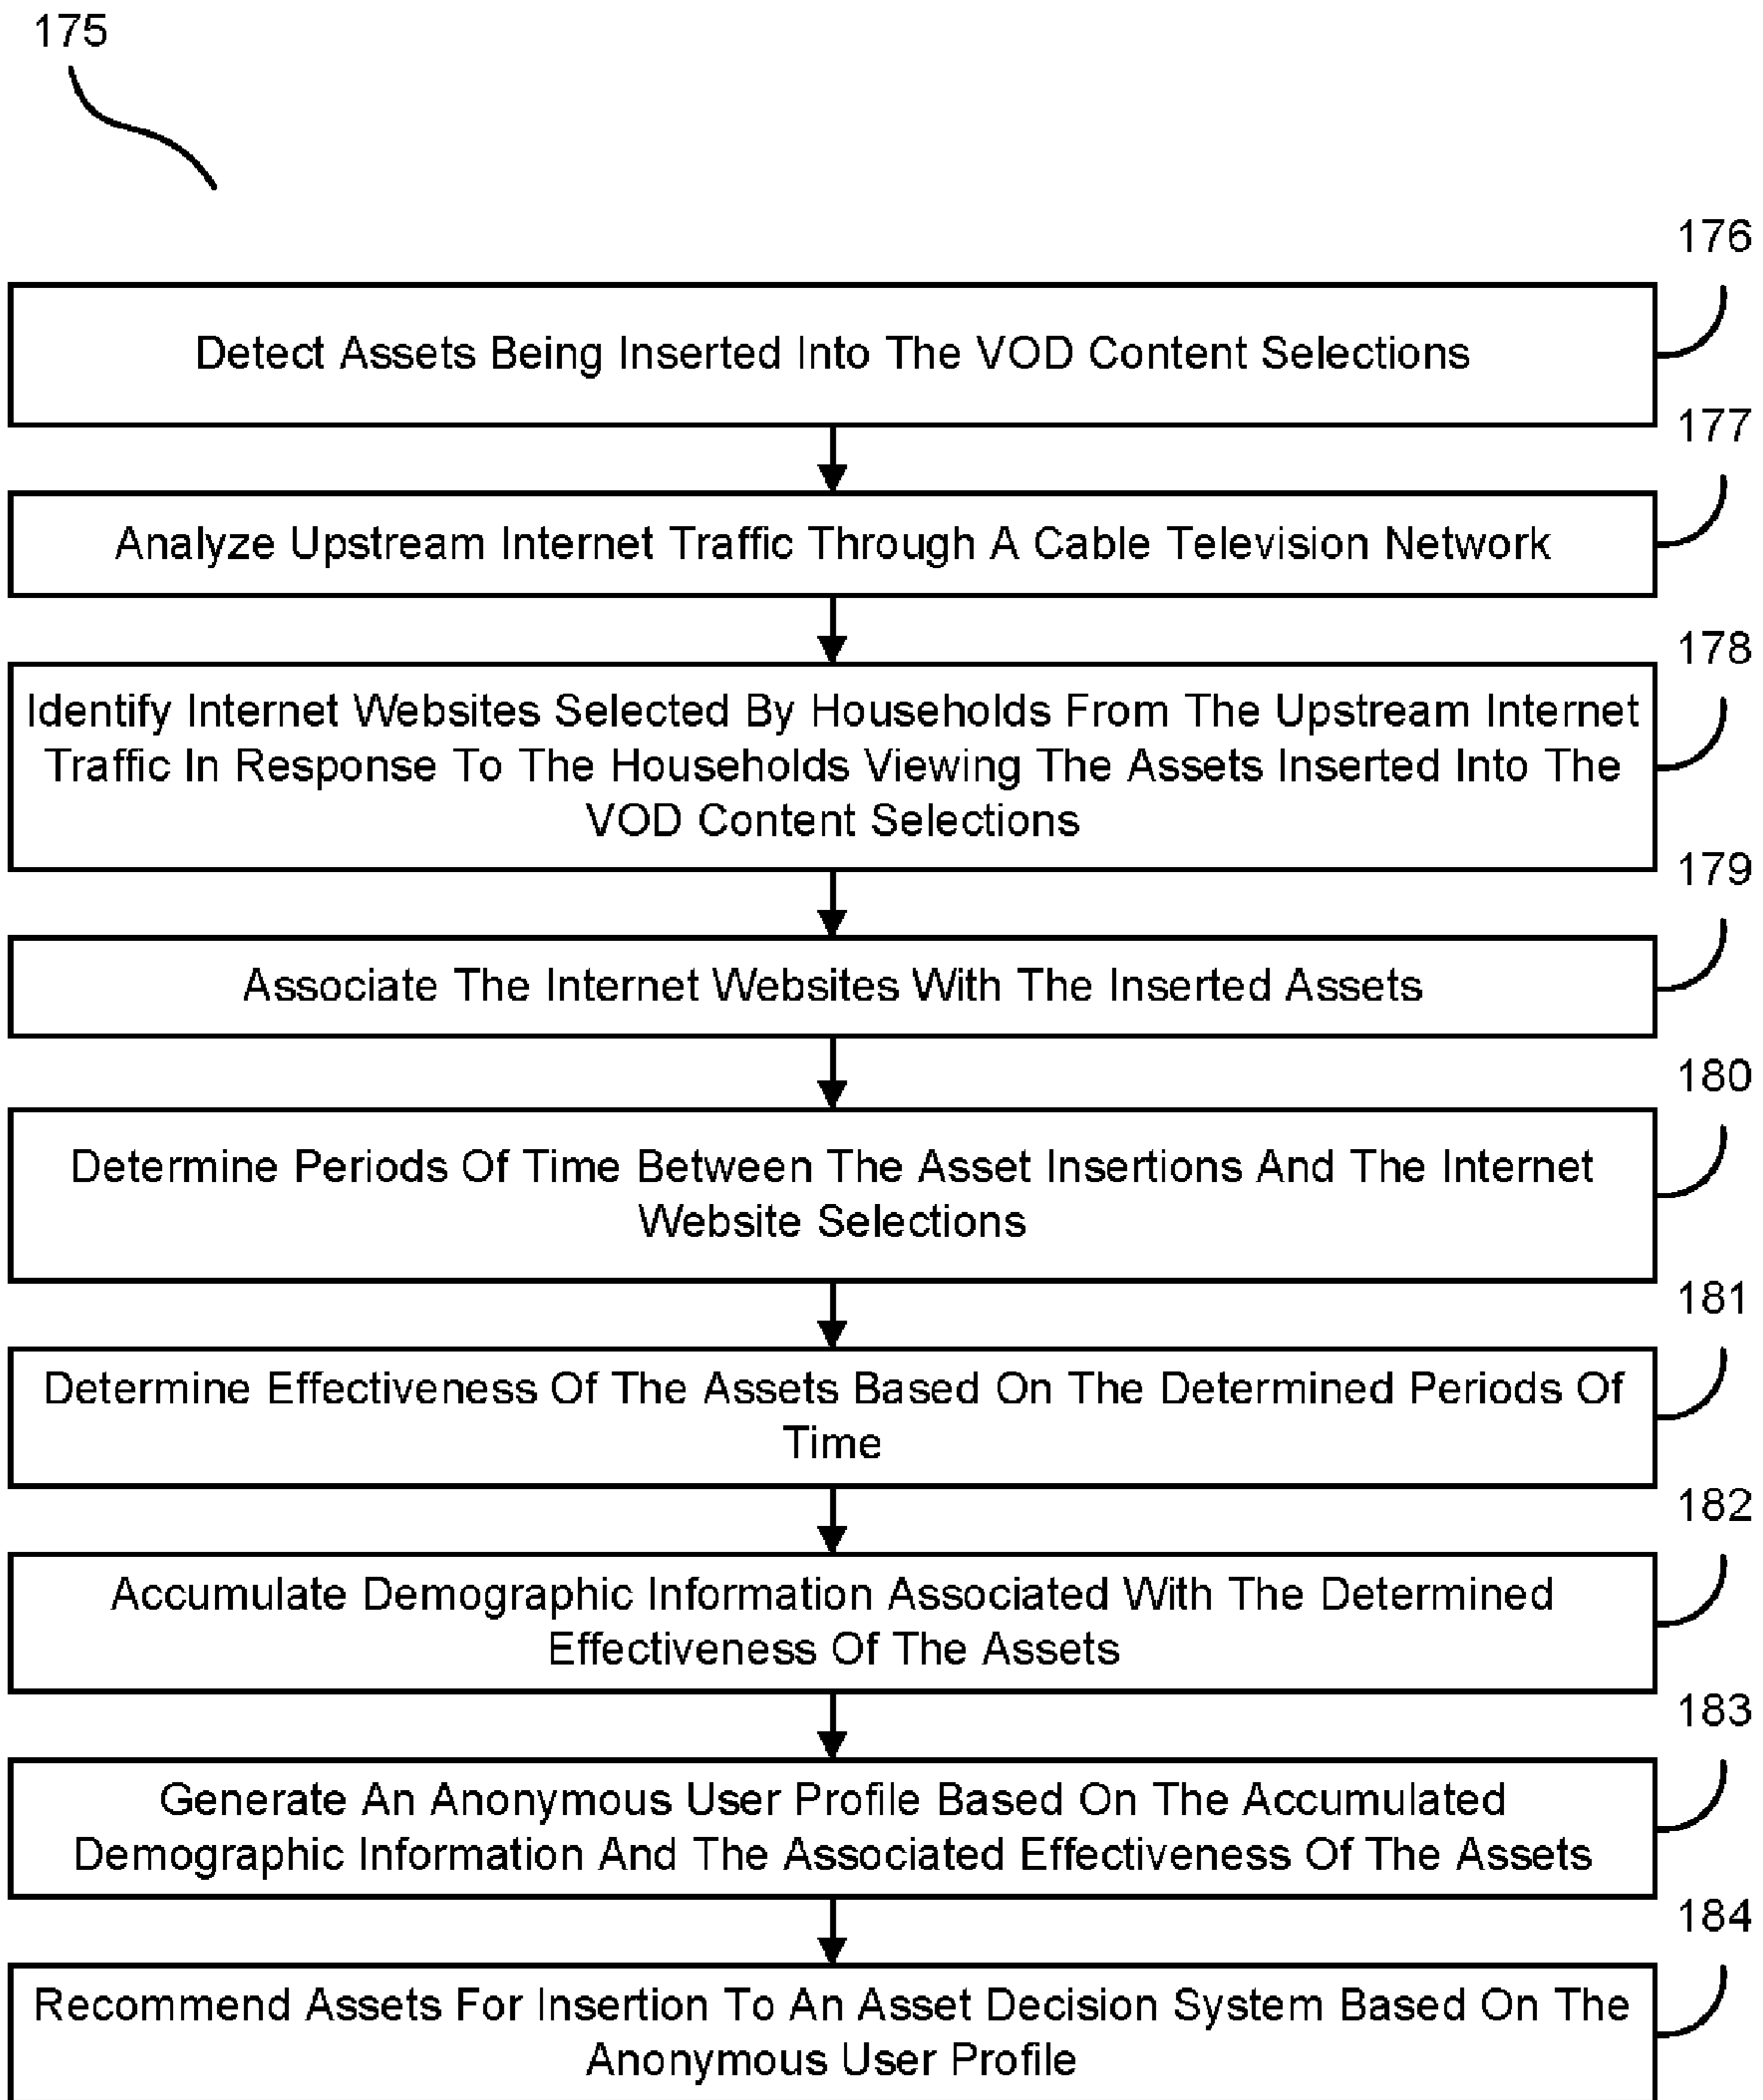 175
176
Detect Assets Being Inserted Into The VOD Content Selections
177
Analyze Upstream Internet Traffic Through A Cable Television Network
178
Identify Internet Websites Selected By Households From The Upstream Internet
Traffic In Response To The Households Viewing The Assets Inserted Into The
VOD Content Selections
179
Associate The Internet Websites With The Inserted Assets
180
Determine Periods Of Time Between The Asset Insertions And The Internet
Website Selections
181
Determine Effectiveness Of The Assets Based On The Determined Periods Of
Time
182
Accumulate Demographic Information Associated With The Determined
Effectiveness Of The Assets
183
Generate An Anonymous User Profile Based On The Accumulated
Demographic Information And The Associated Effectiveness Of The Assets
184
Recommend Assets For Insertion To An Asset Decision System Based On The
Anonymous User Profile